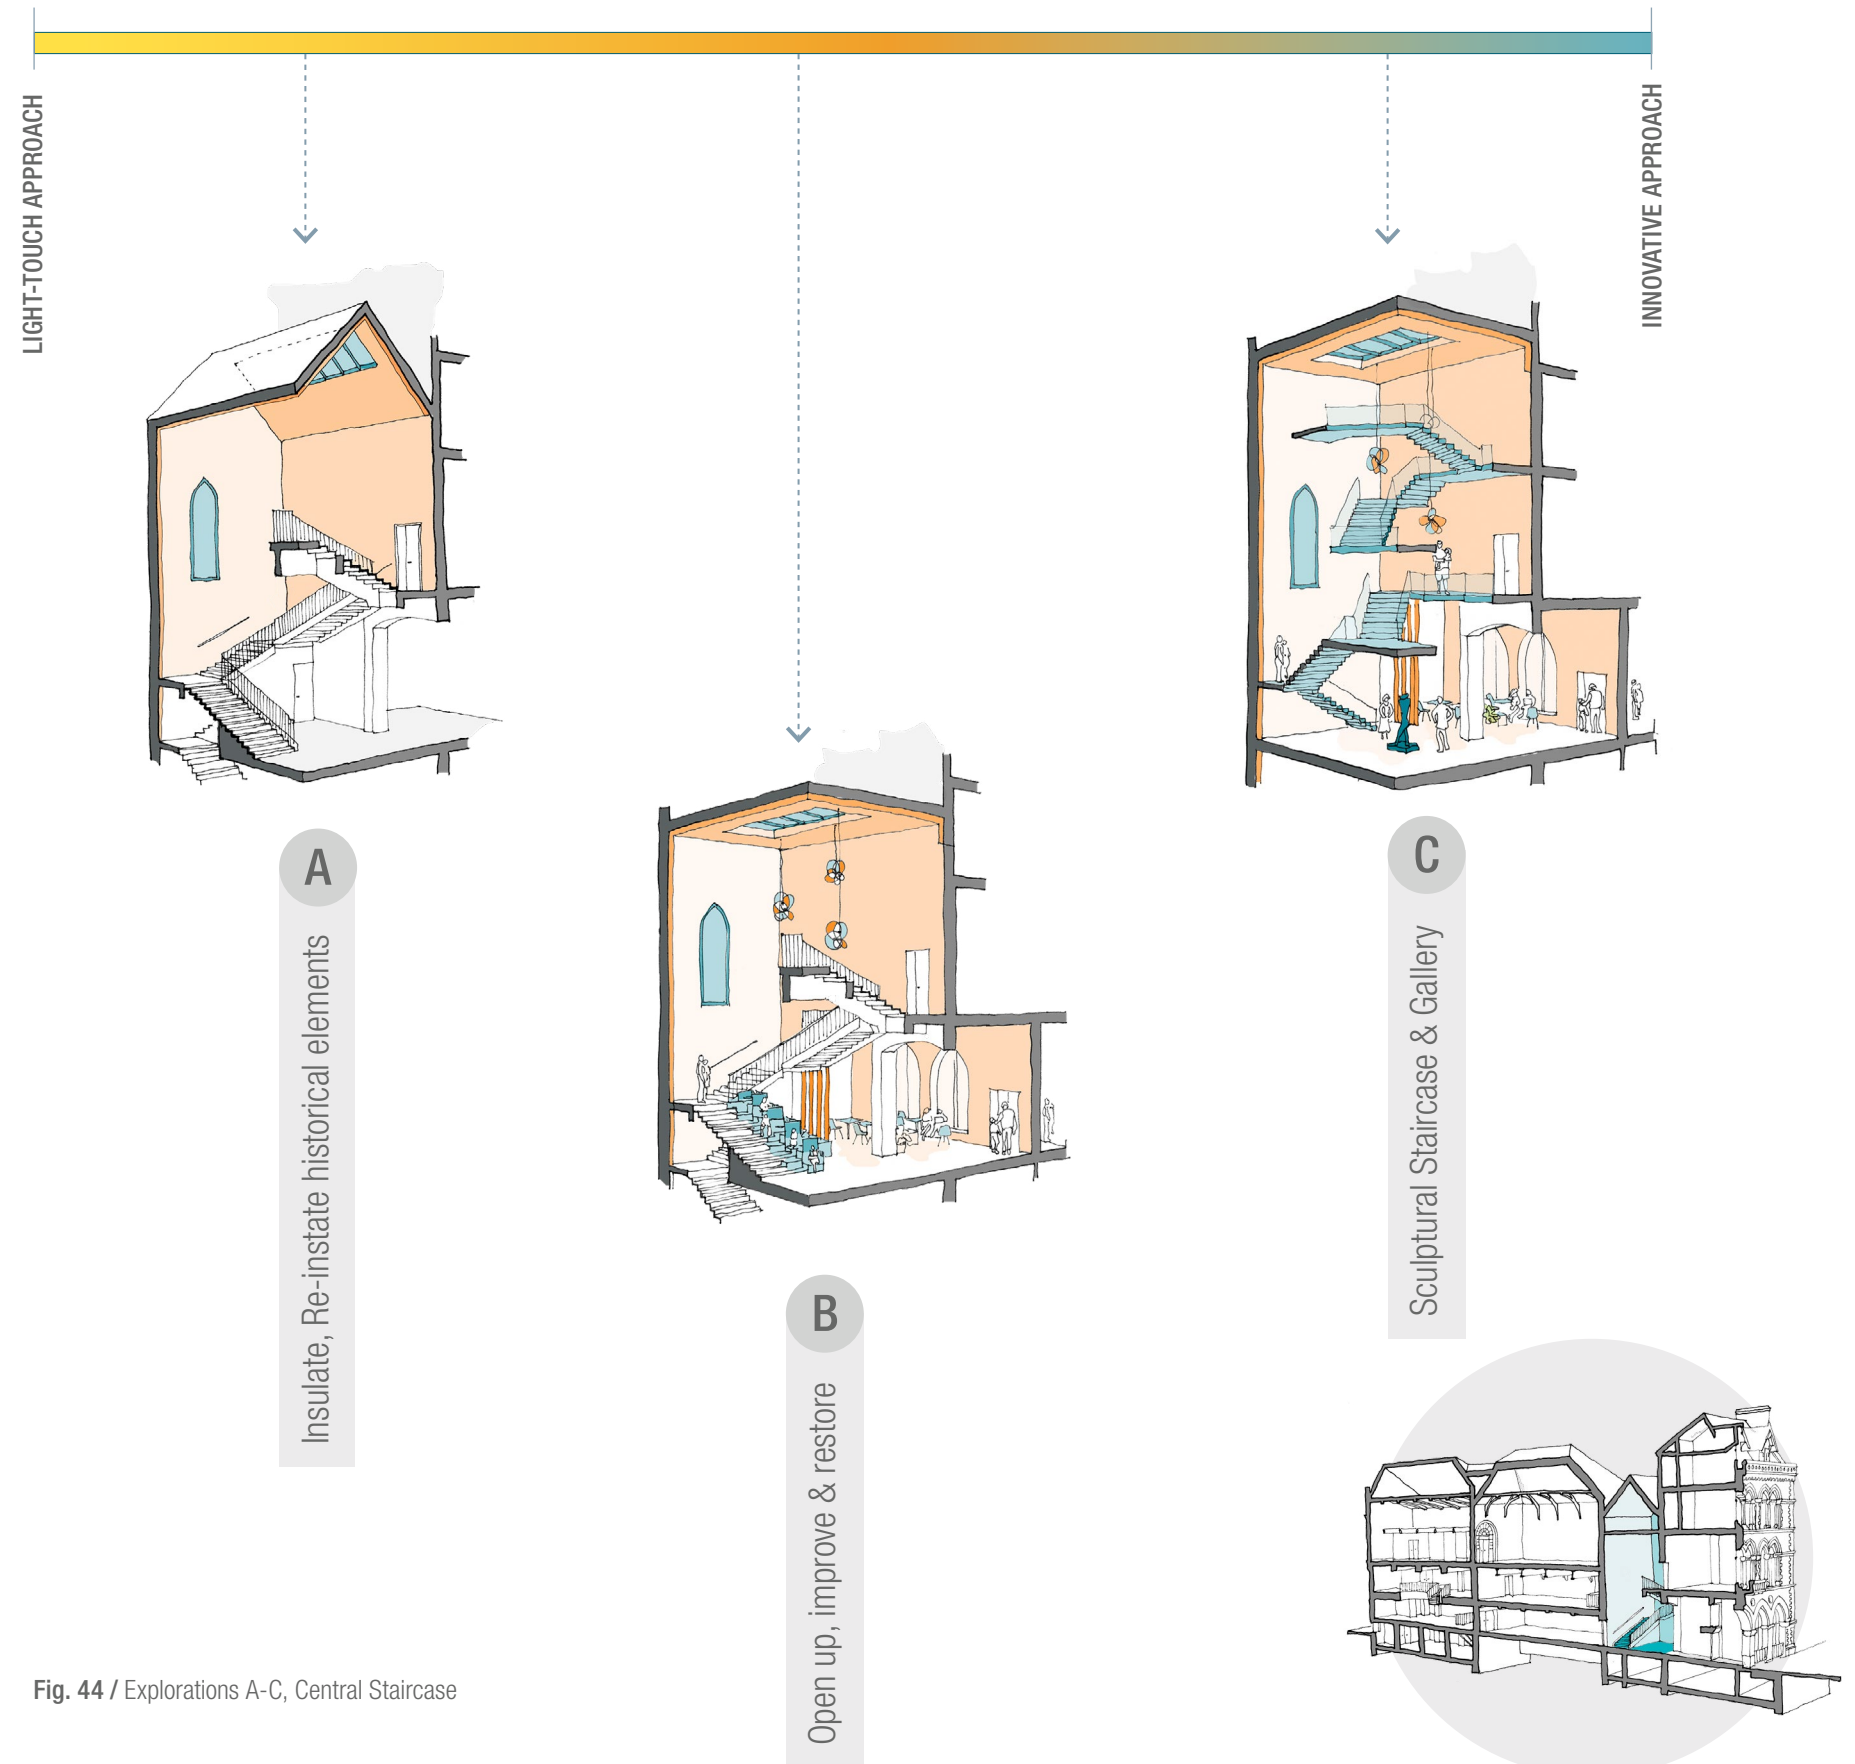 LIGHT-TOUCH APPROACH
INNOVATIVE APPROACH
A
Insulate, Re-instate historical elements
B
Open up, improve & restore
C
Sculptural Staircase & Gallery
Fig. 44 / Explorations A-C, Central Staircase